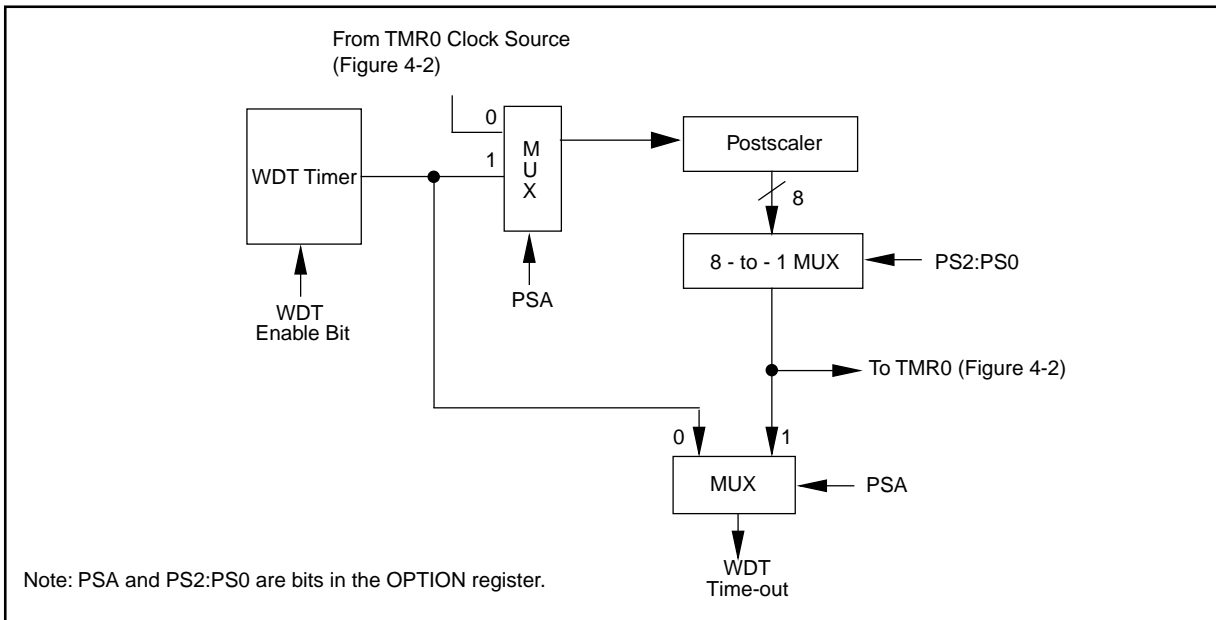 From TMR0 Clock Source
(Figure 4-2)
0
1
M
U
X
WDT Timer
Postscaler
8
8 - to - 1 MUX
PS2:PS0
PSA
WDT
Enable Bit
To TMR0 (Figure 4-2)
0
1
MUX
PSA
WDT
Time-out
Note: PSA and PS2:PS0 are bits in the OPTION register.